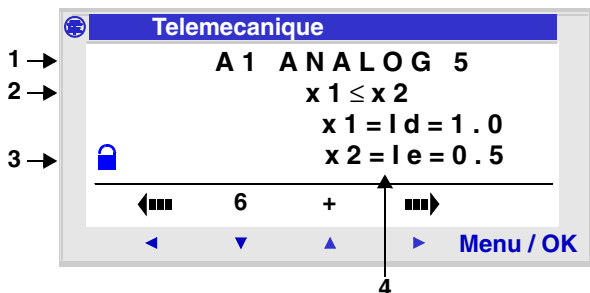 Telemecanique
1 A1 ANALOG 5
2 x1≤x2
x1=Id=1.0
3 x2=Ie=0.5
6 +
Menu / OK
4